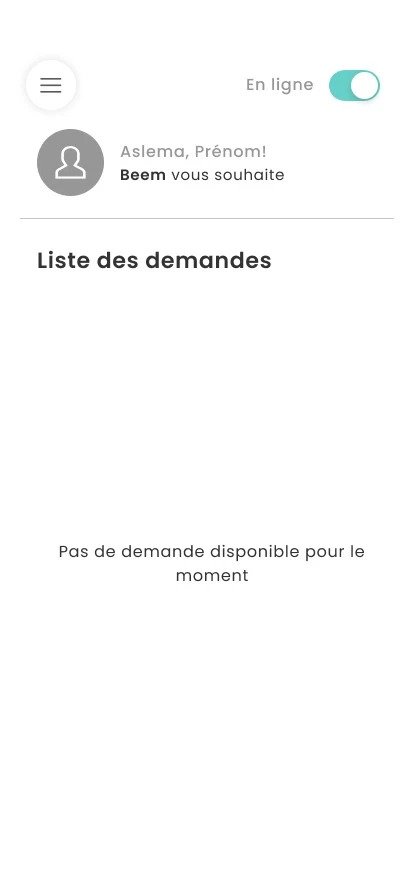 En ligne
Aslema, Prénom!
Beem vous souhaite
Liste des demandes
Pas de demande disponible pour le
moment